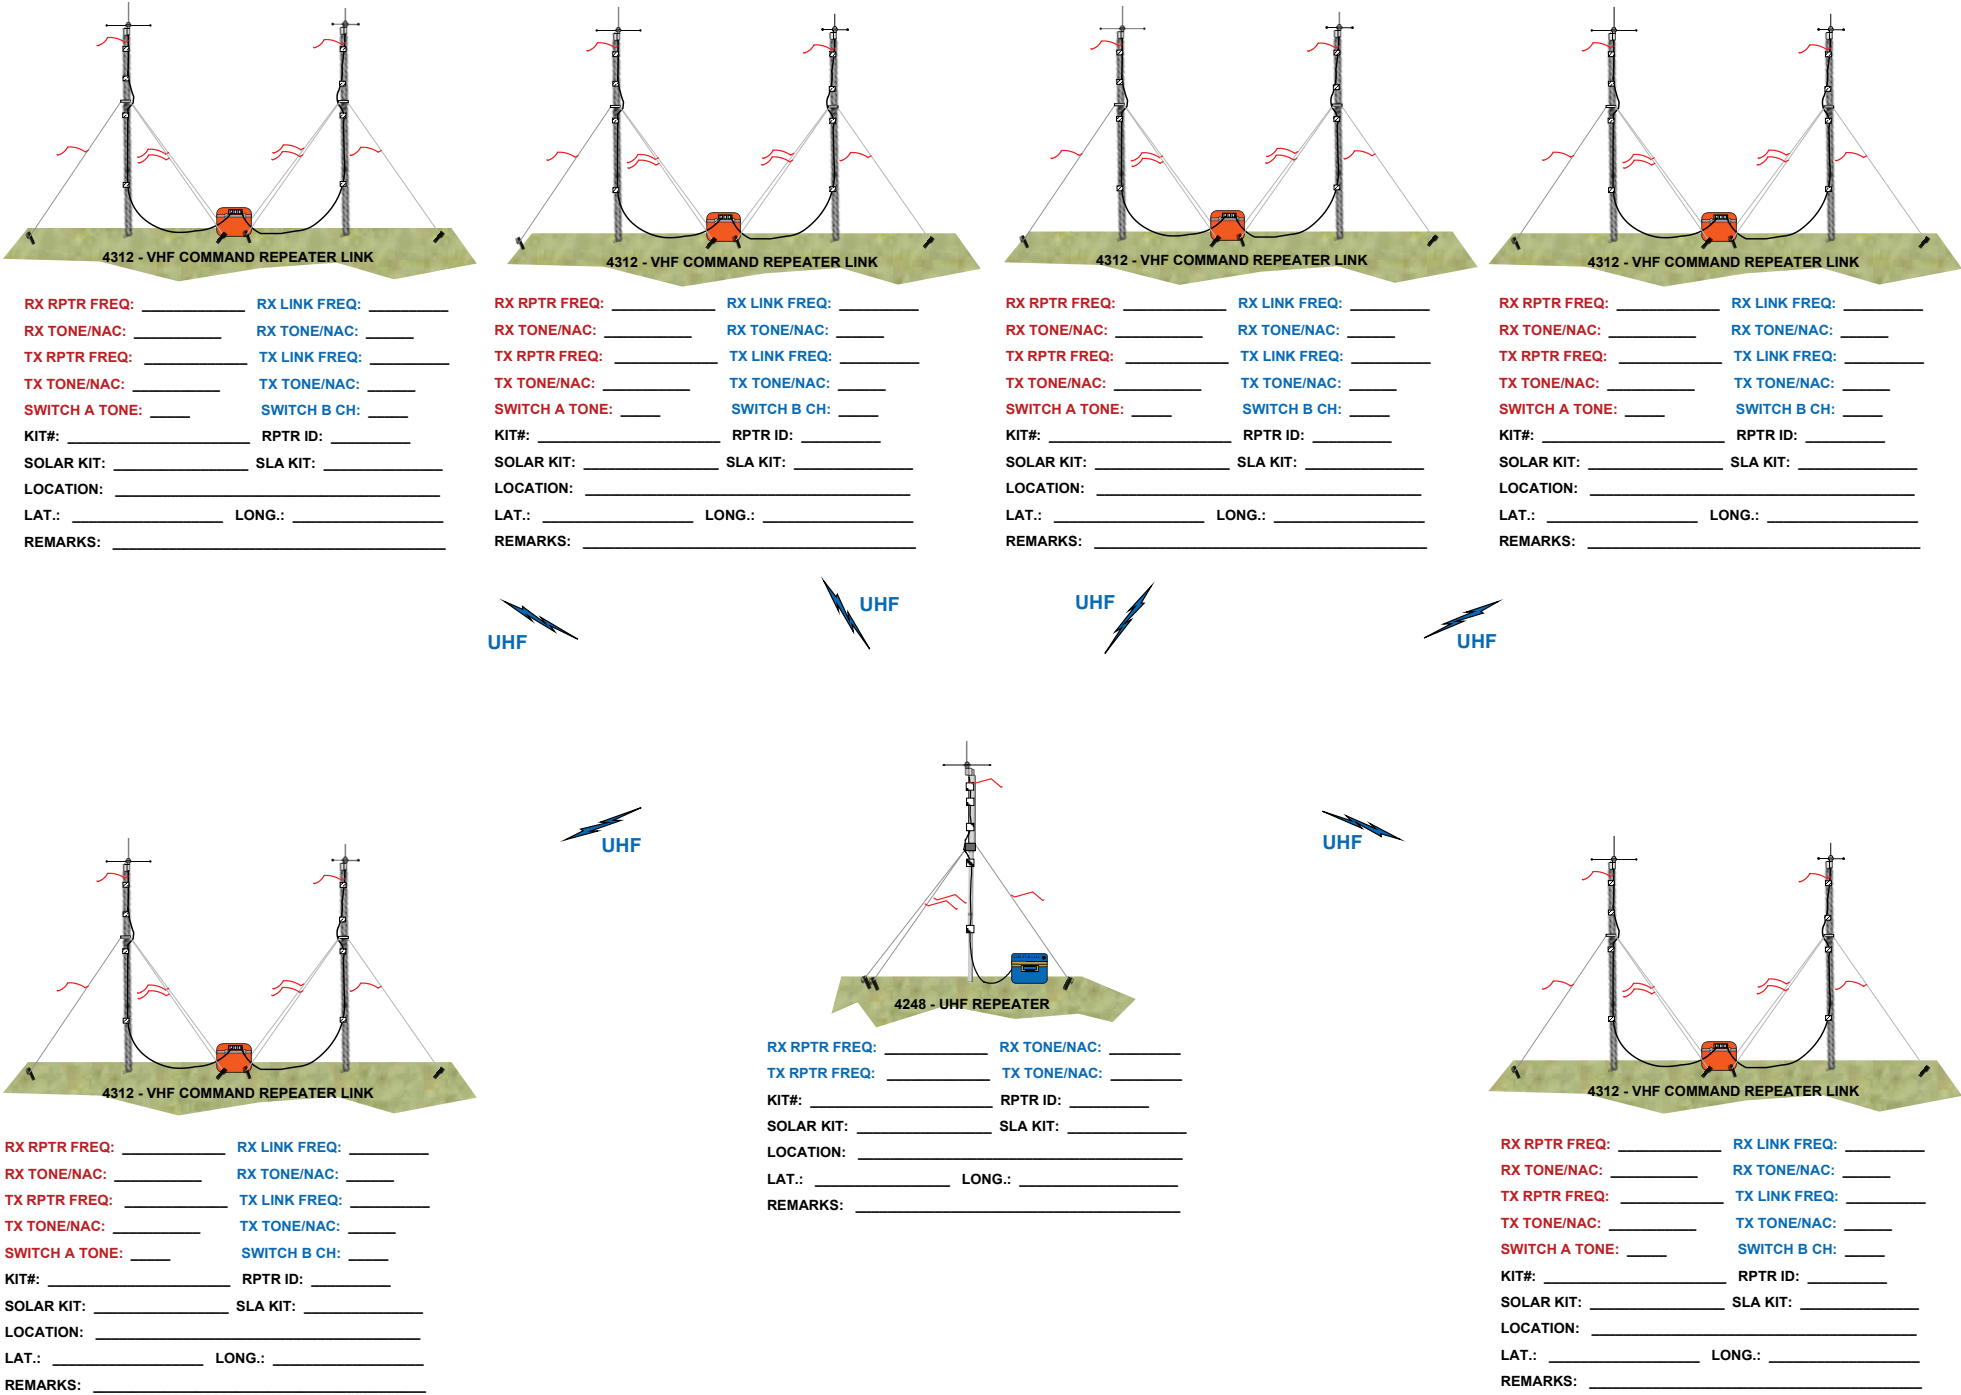 4312 - VHF COMMAND REPEATER LINK
RX RPTR FREQ: RX LINK FREQ:
RX TONE/NAC: RX TONE/NAC:
TX RPTR FREQ: TX LINK FREQ:
TX TONE/NAC: TX TONE/NAC:
SWITCH A TONE: SWITCH B CH:
KIT#: RPTR ID:
SOLAR KIT: SLA KIT:
LOCATION:
LAT.: LONG.:
REMARKS:
4312 - VHF COMMAND REPEATER LINK
RX RPTR FREQ: RX LINK FREQ:
RX TONE/NAC: RX TONE/NAC:
TX RPTR FREQ: TX LINK FREQ:
TX TONE/NAC: TX TONE/NAC:
SWITCH A TONE: SWITCH B CH:
KIT#: RPTR ID:
SOLAR KIT: SLA KIT:
LOCATION:
LAT.: LONG.:
REMARKS:
4312 - VHF COMMAND REPEATER LINK
RX RPTR FREQ: RX LINK FREQ:
RX TONE/NAC: RX TONE/NAC:
TX RPTR FREQ: TX LINK FREQ:
TX TONE/NAC: TX TONE/NAC:
SWITCH A TONE: SWITCH B CH:
KIT#: RPTR ID:
SOLAR KIT: SLA KIT:
LOCATION:
LAT.: LONG.:
REMARKS:
4312 - VHF COMMAND REPEATER LINK
RX RPTR FREQ: RX LINK FREQ:
RX TONE/NAC: RX TONE/NAC:
TX RPTR FREQ: TX LINK FREQ:
TX TONE/NAC: TX TONE/NAC:
SWITCH A TONE: SWITCH B CH:
KIT#: RPTR ID:
SOLAR KIT: SLA KIT:
LOCATION:
LAT.: LONG.:
REMARKS:
UHF
UHF
UHF
UHF
UHF
UHF
4312 - VHF COMMAND REPEATER LINK
RX RPTR FREQ: RX LINK FREQ:
RX TONE/NAC: RX TONE/NAC:
TX RPTR FREQ: TX LINK FREQ:
TX TONE/NAC: TX TONE/NAC:
SWITCH A TONE: SWITCH B CH:
KIT#: RPTR ID:
SOLAR KIT: SLA KIT:
LOCATION:
LAT.: LONG.:
REMARKS:
4248 - UHF REPEATER
RX RPTR FREQ: RX TONE/NAC:
TX RPTR FREQ: TX TONE/NAC:
KIT#: RPTR ID:
SOLAR KIT: SLA KIT:
LOCATION:
LAT.: LONG.:
REMARKS:
4312 - VHF COMMAND REPEATER LINK
RX RPTR FREQ: RX LINK FREQ:
RX TONE/NAC: RX TONE/NAC:
TX RPTR FREQ: TX LINK FREQ:
TX TONE/NAC: TX TONE/NAC:
SWITCH A TONE: SWITCH B CH:
KIT#: RPTR ID:
SOLAR KIT: SLA KIT:
LOCATION:
LAT.: LONG.:
REMARKS: